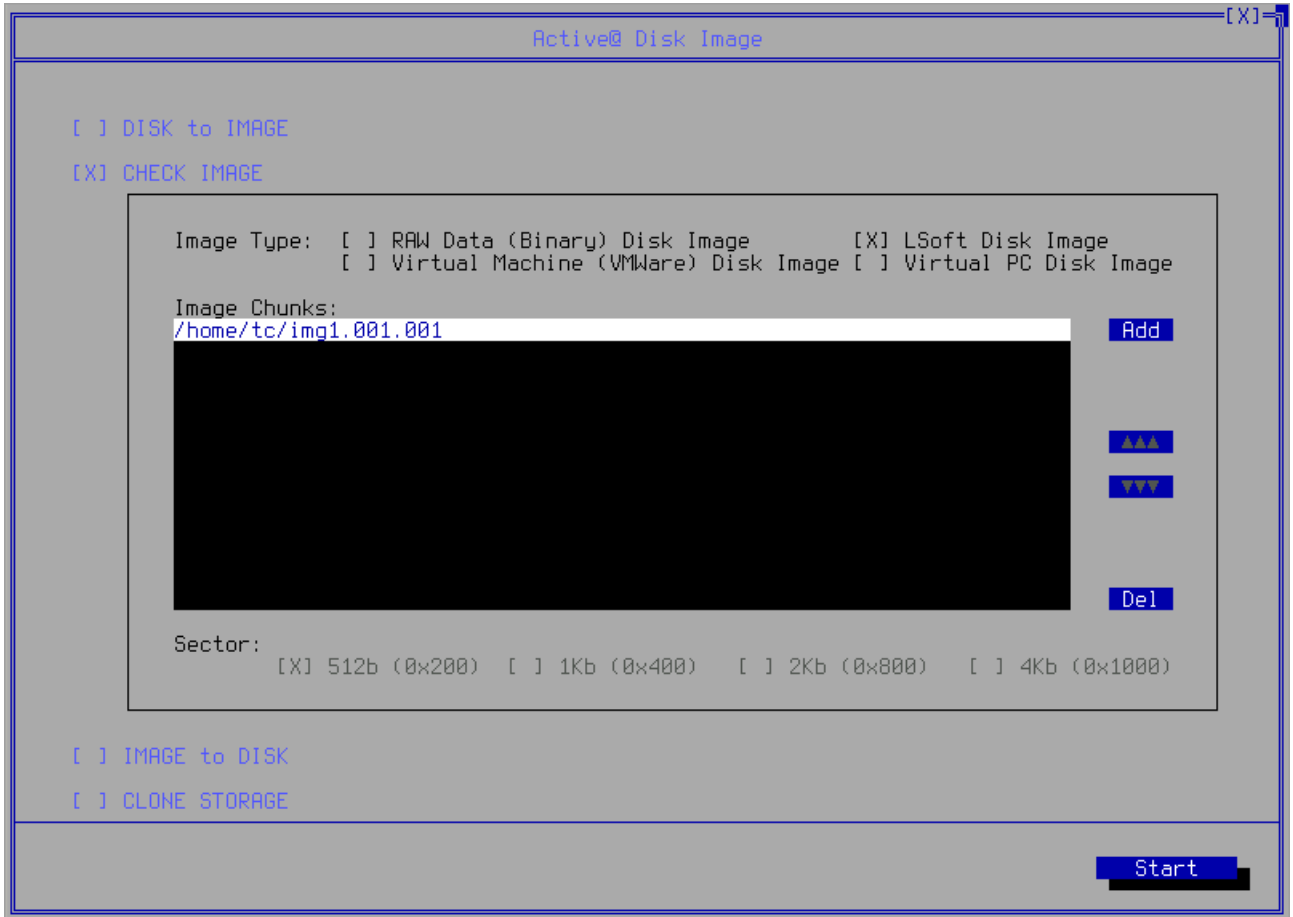 [X]
Active@ Disk Image
[ ] DISK to IMAGE
[X] CHECK IMAGE
Image Type: [ ] RAW Data (Binary) Disk Image [X] LSoft Disk Image
[ ] Virtual Machine (VMWare) Disk Image [ ] Virtual PC Disk Image
Image Chunks:
/home/tc/img1.001.001 Add
▲▲▲
▼▼▼
Del
Sector:
[X] 512b (0x200) [ ] 1Kb (0x400) [ ] 2Kb (0x800) [ ] 4Kb (0x1000)
[ ] IMAGE to DISK
[ ] CLONE STORAGE
Start